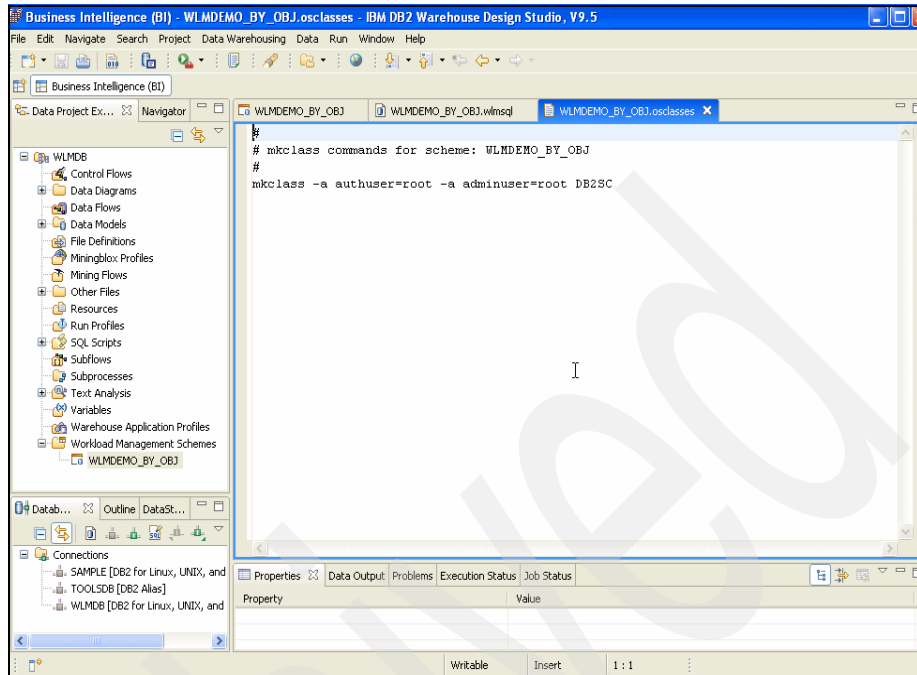 Business Intelligence (BI) - WLMDEMO_BY_OBJ.osclasses - IBM DB2 Warehouse Design Studio, V9.5
File Edit Navigate Search Project Data Warehousing Data Run Window Help
Business Intelligence (BI)
Data Project Ex... Navigator
WLMDB
Control Flows
Data Diagrams
Data Flows
Data Models
File Definitions
Miningblox Profiles
Mining Flows
Other Files
Resources
Run Profiles
SQL Scripts
Subflows
Subprocesses
Text Analysis
Variables
Warehouse Application Profiles
Workload Management Schemes
WLMDEMO_BY_OBJ
WLMDEMO_BY_OBJ WLMDEMO_BY_OBJ.wlmsql WLMDEMO_BY_OBJ.osclasses
#
# mkclass commands for scheme: WLMDEMO_BY_OBJ
#
mkclass -a authuser=root -a adminuser=root DB2SC
Datab... Outline DataSt...
Connections
SAMPLE [DB2 for Linux, UNIX, and
TOOLSDB [DB2 Alias]
WLMDB [DB2 for Linux, UNIX, and
Properties Data Output Problems Execution Status Job Status
Property Value
Writable Insert 1 : 1